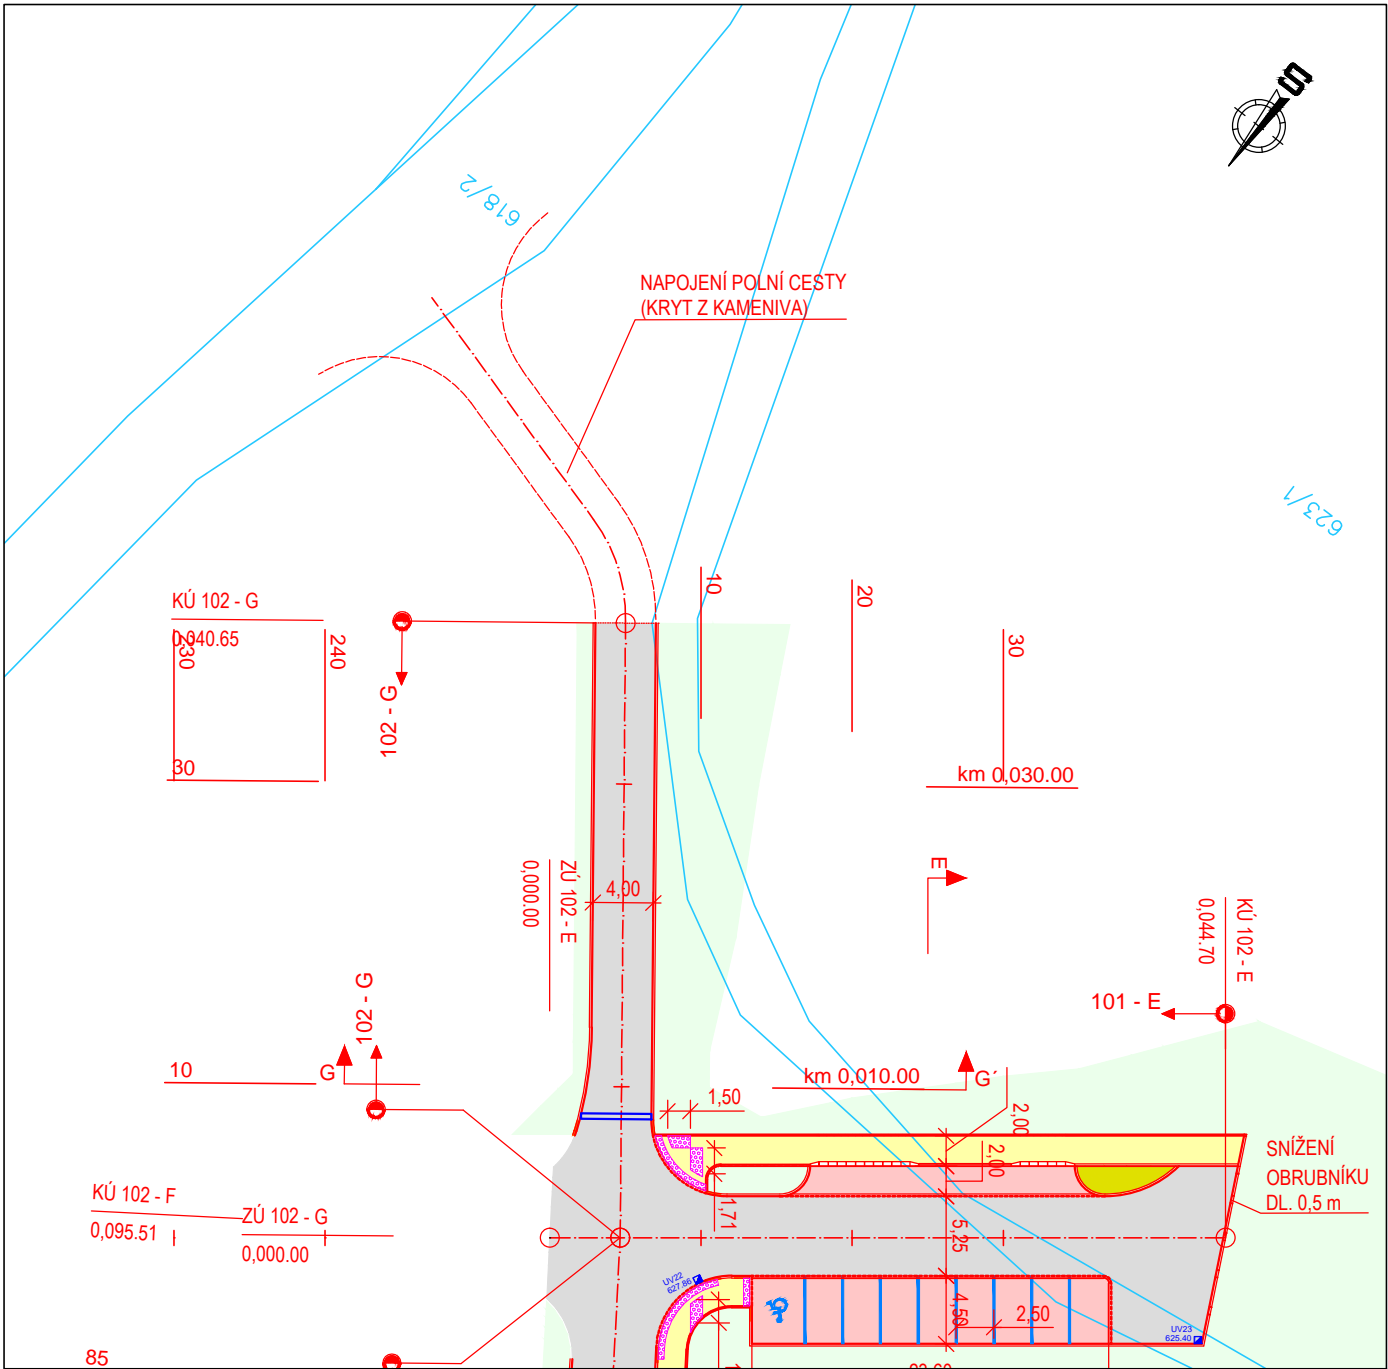 S
618/2
NAPOJENÍ POLNÍ CESTY
(KRYT Z KAMENIVA)
623/1
10
20
30
KÚ 102 - G
0,040.65
230
240
102 - G
30
km 0,030.00
ZÚ 102 - E
0,000.00
4,00
E
KÚ 102 - E
0,044.70
101 - E
102 - G
G
10
km 0,010.00
G´
1,50
2,00
2,00
SNÍŽENÍ
OBRUBNÍKU
DL. 0,5 m
KÚ 102 - F
0,095.51
ZÚ 102 - G
0,000.00
1,71
5,25
UV22
627.86
4,50
2,50
UV23
625.40
85